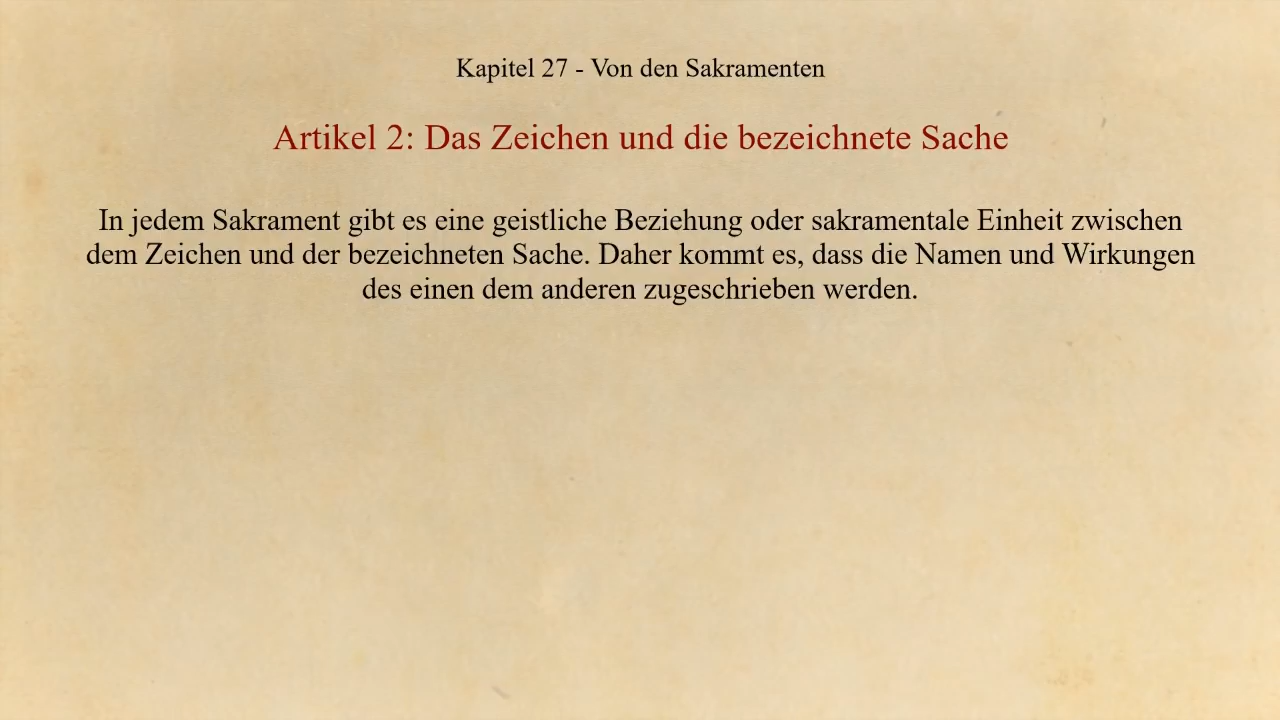 Kapitel 27 - Von den Sakramenten
Artikel 2: Das Zeichen und die bezeichnete Sache
In jedem Sakrament gibt es eine geistliche Beziehung oder sakramentale Einheit zwischen
dem Zeichen und der bezeichneten Sache. Daher kommt es, dass die Namen und Wirkungen
des einen dem anderen zugeschrieben werden.